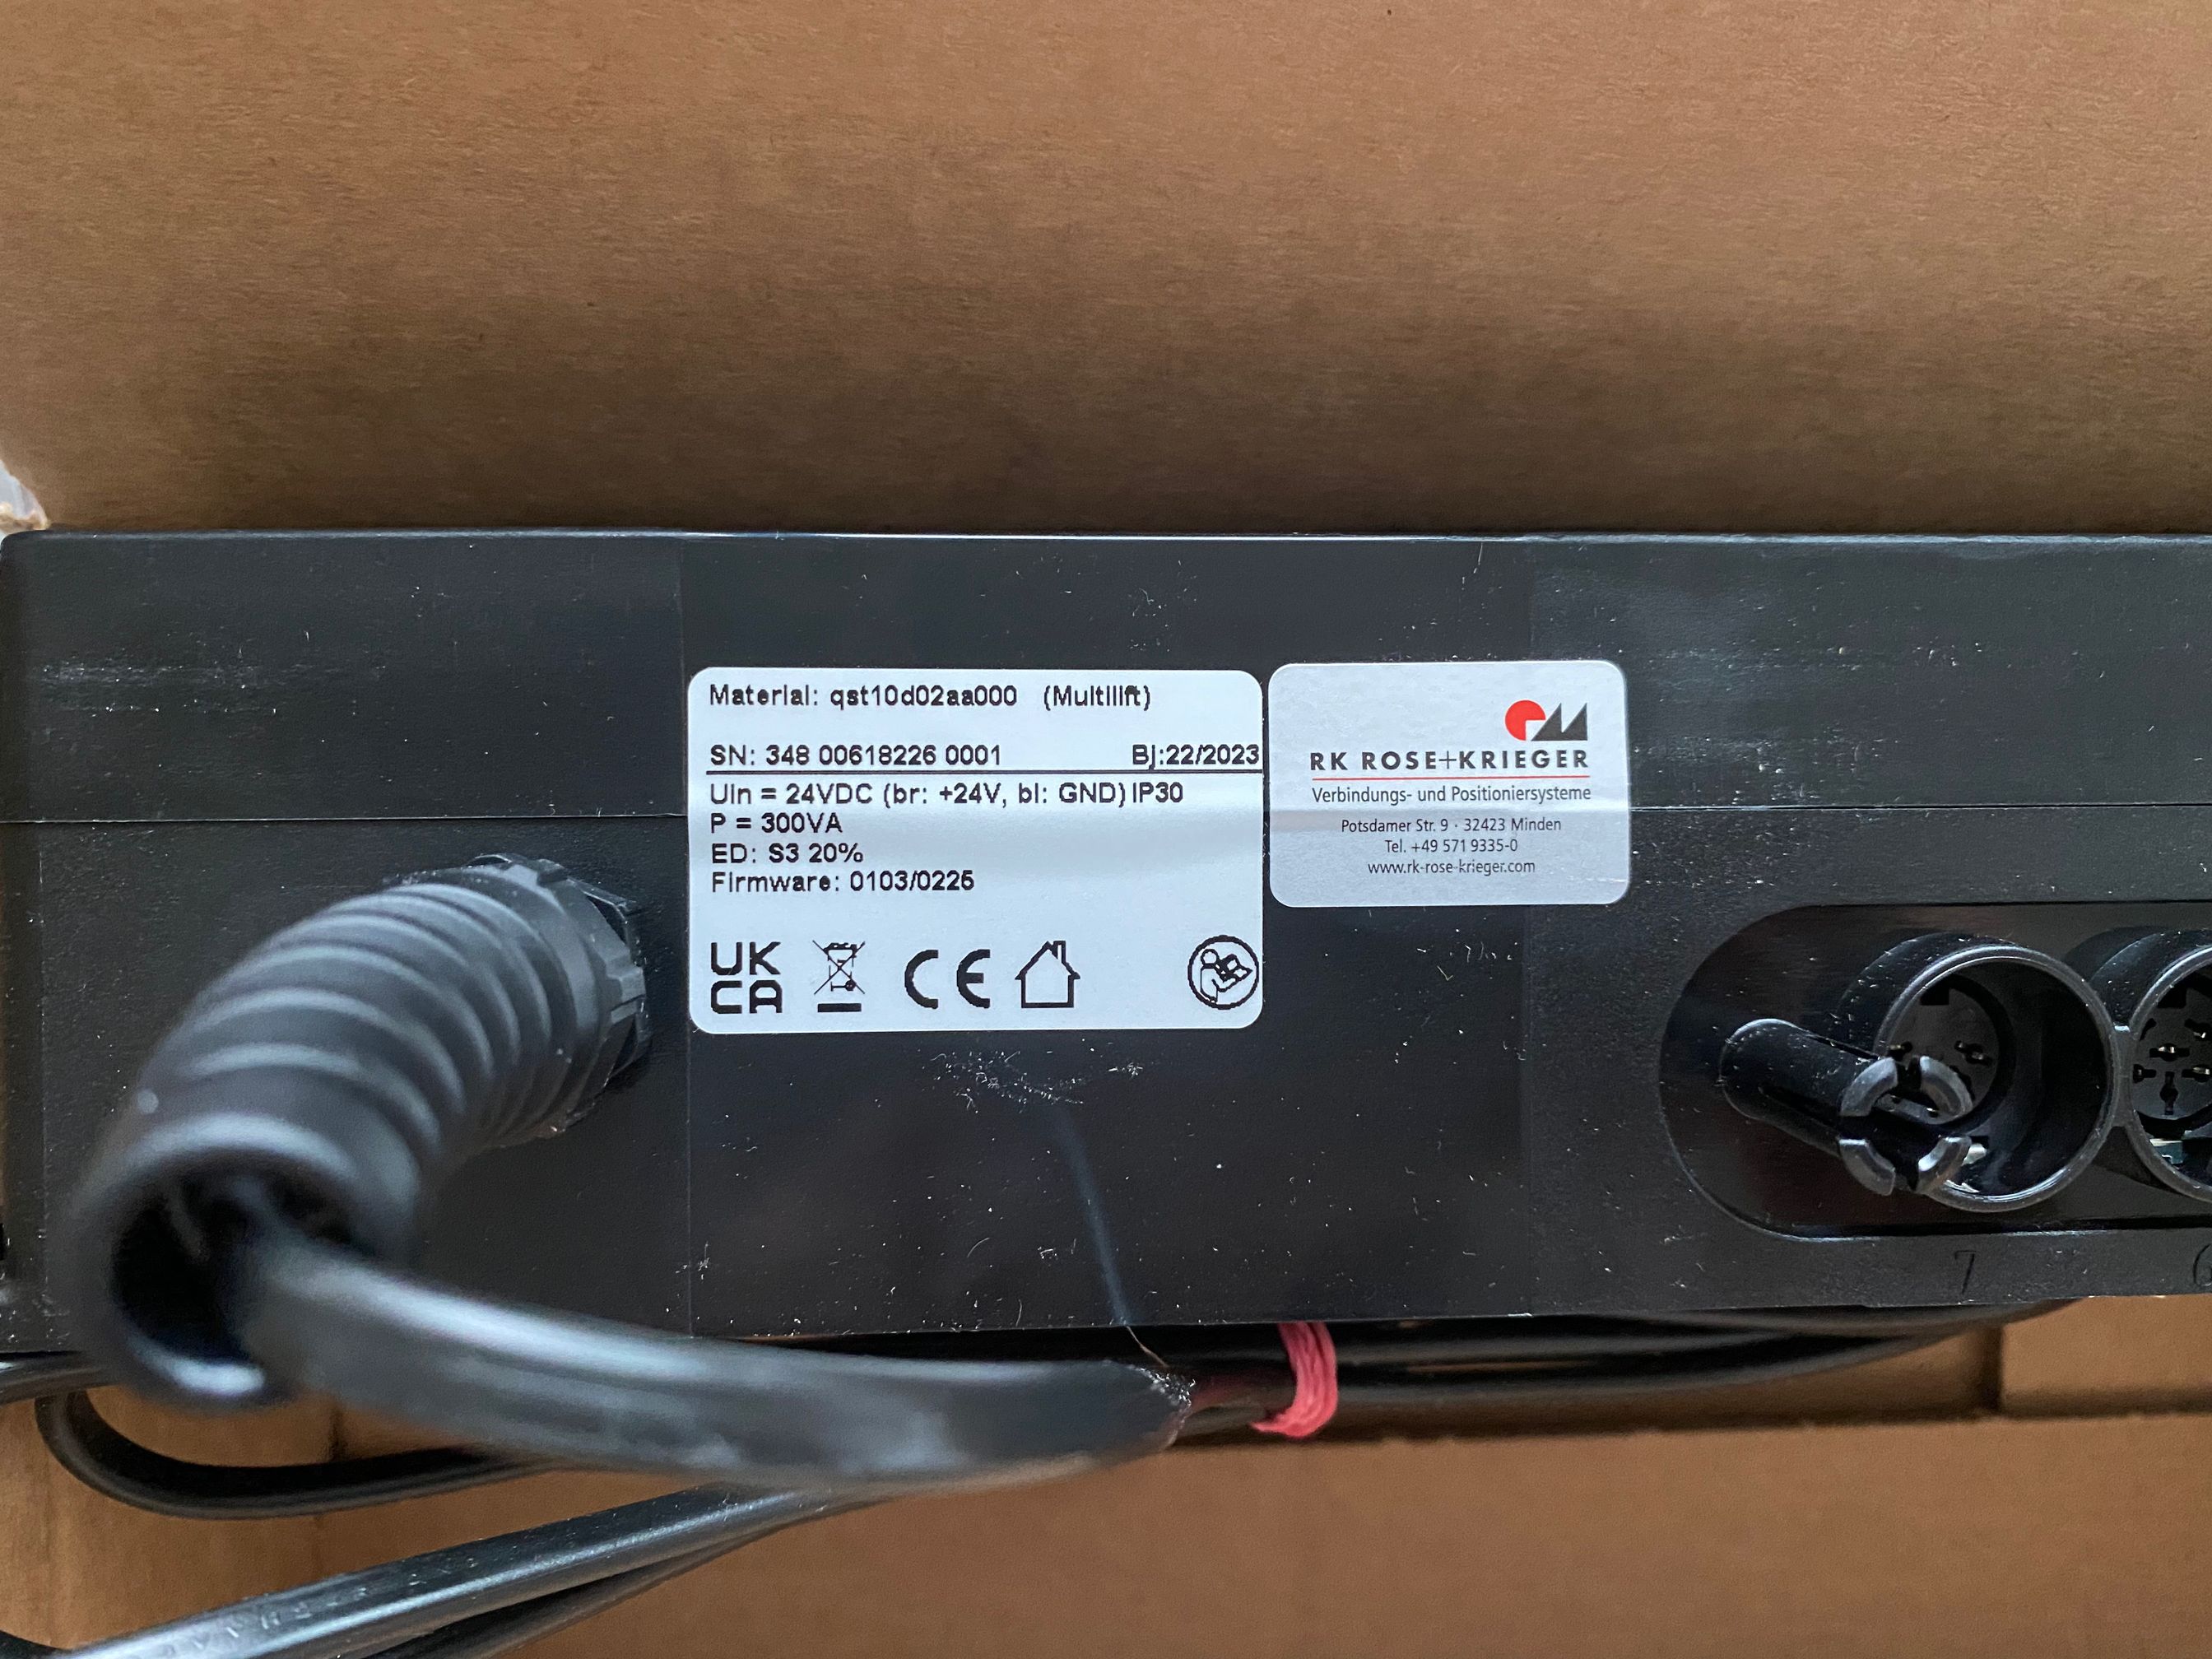 Material: qst10d02aa000 (Multilift)
SN: 348 00618226 0001 Bj:22/2023
UIn = 24VDC (br: +24V, bl: GND) IP30
P = 300VA
ED: S3 20%
Firmware: 0103/0225
UK
CA
CE
RK ROSE+KRIEGER
Verbindungs- und Positioniersysteme
Potsdamer Str. 9 · 32423 Minden
Tel. +49 571 9335-0
www.rk-rose-krieger.com
7
6